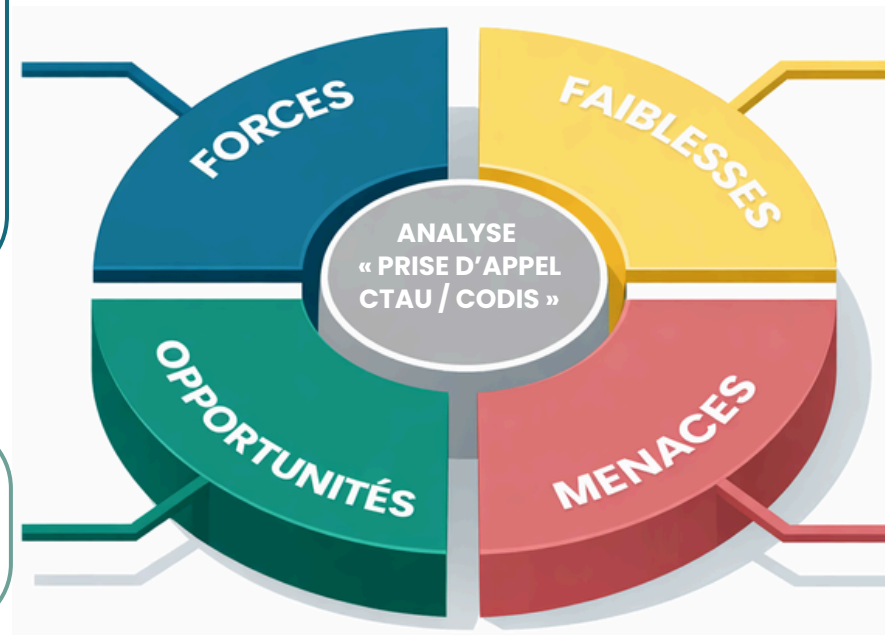 FORCES
FAIBLESSES
ANALYSE
« PRISE D’APPEL
CTAU / CODIS »
OPPORTUNITÉS
MENACES